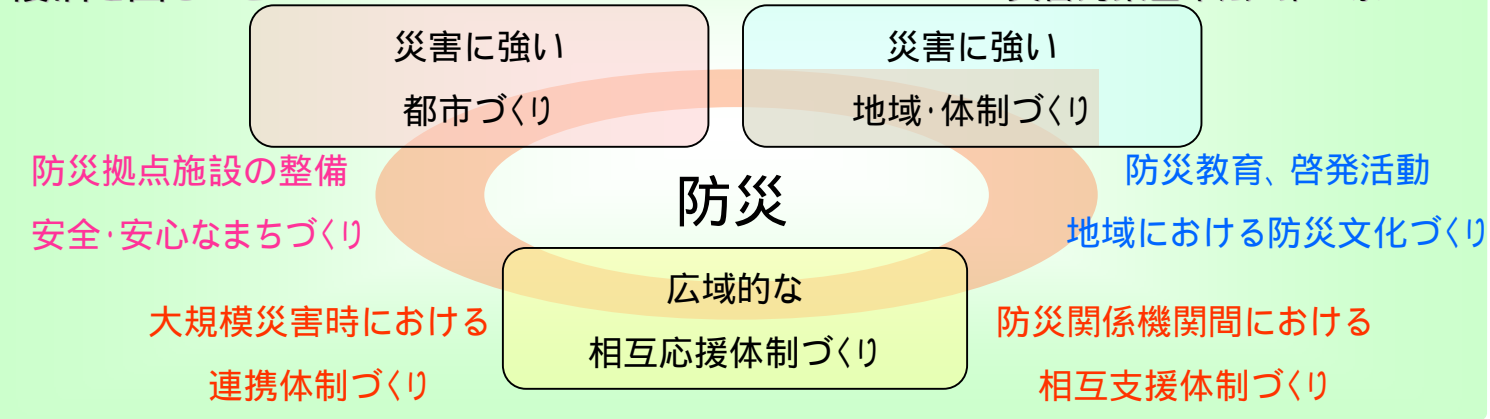 災害に強い
都市づくり
災害に強い
地域・体制づくり
防災拠点施設の整備
安全・安心なまちづくり
防災
防災教育、啓発活動
地域における防災文化づくり
広域的な
相互応援体制づくり
大規模災害時における
連携体制づくり
防災関係機関間における
相互支援体制づくり